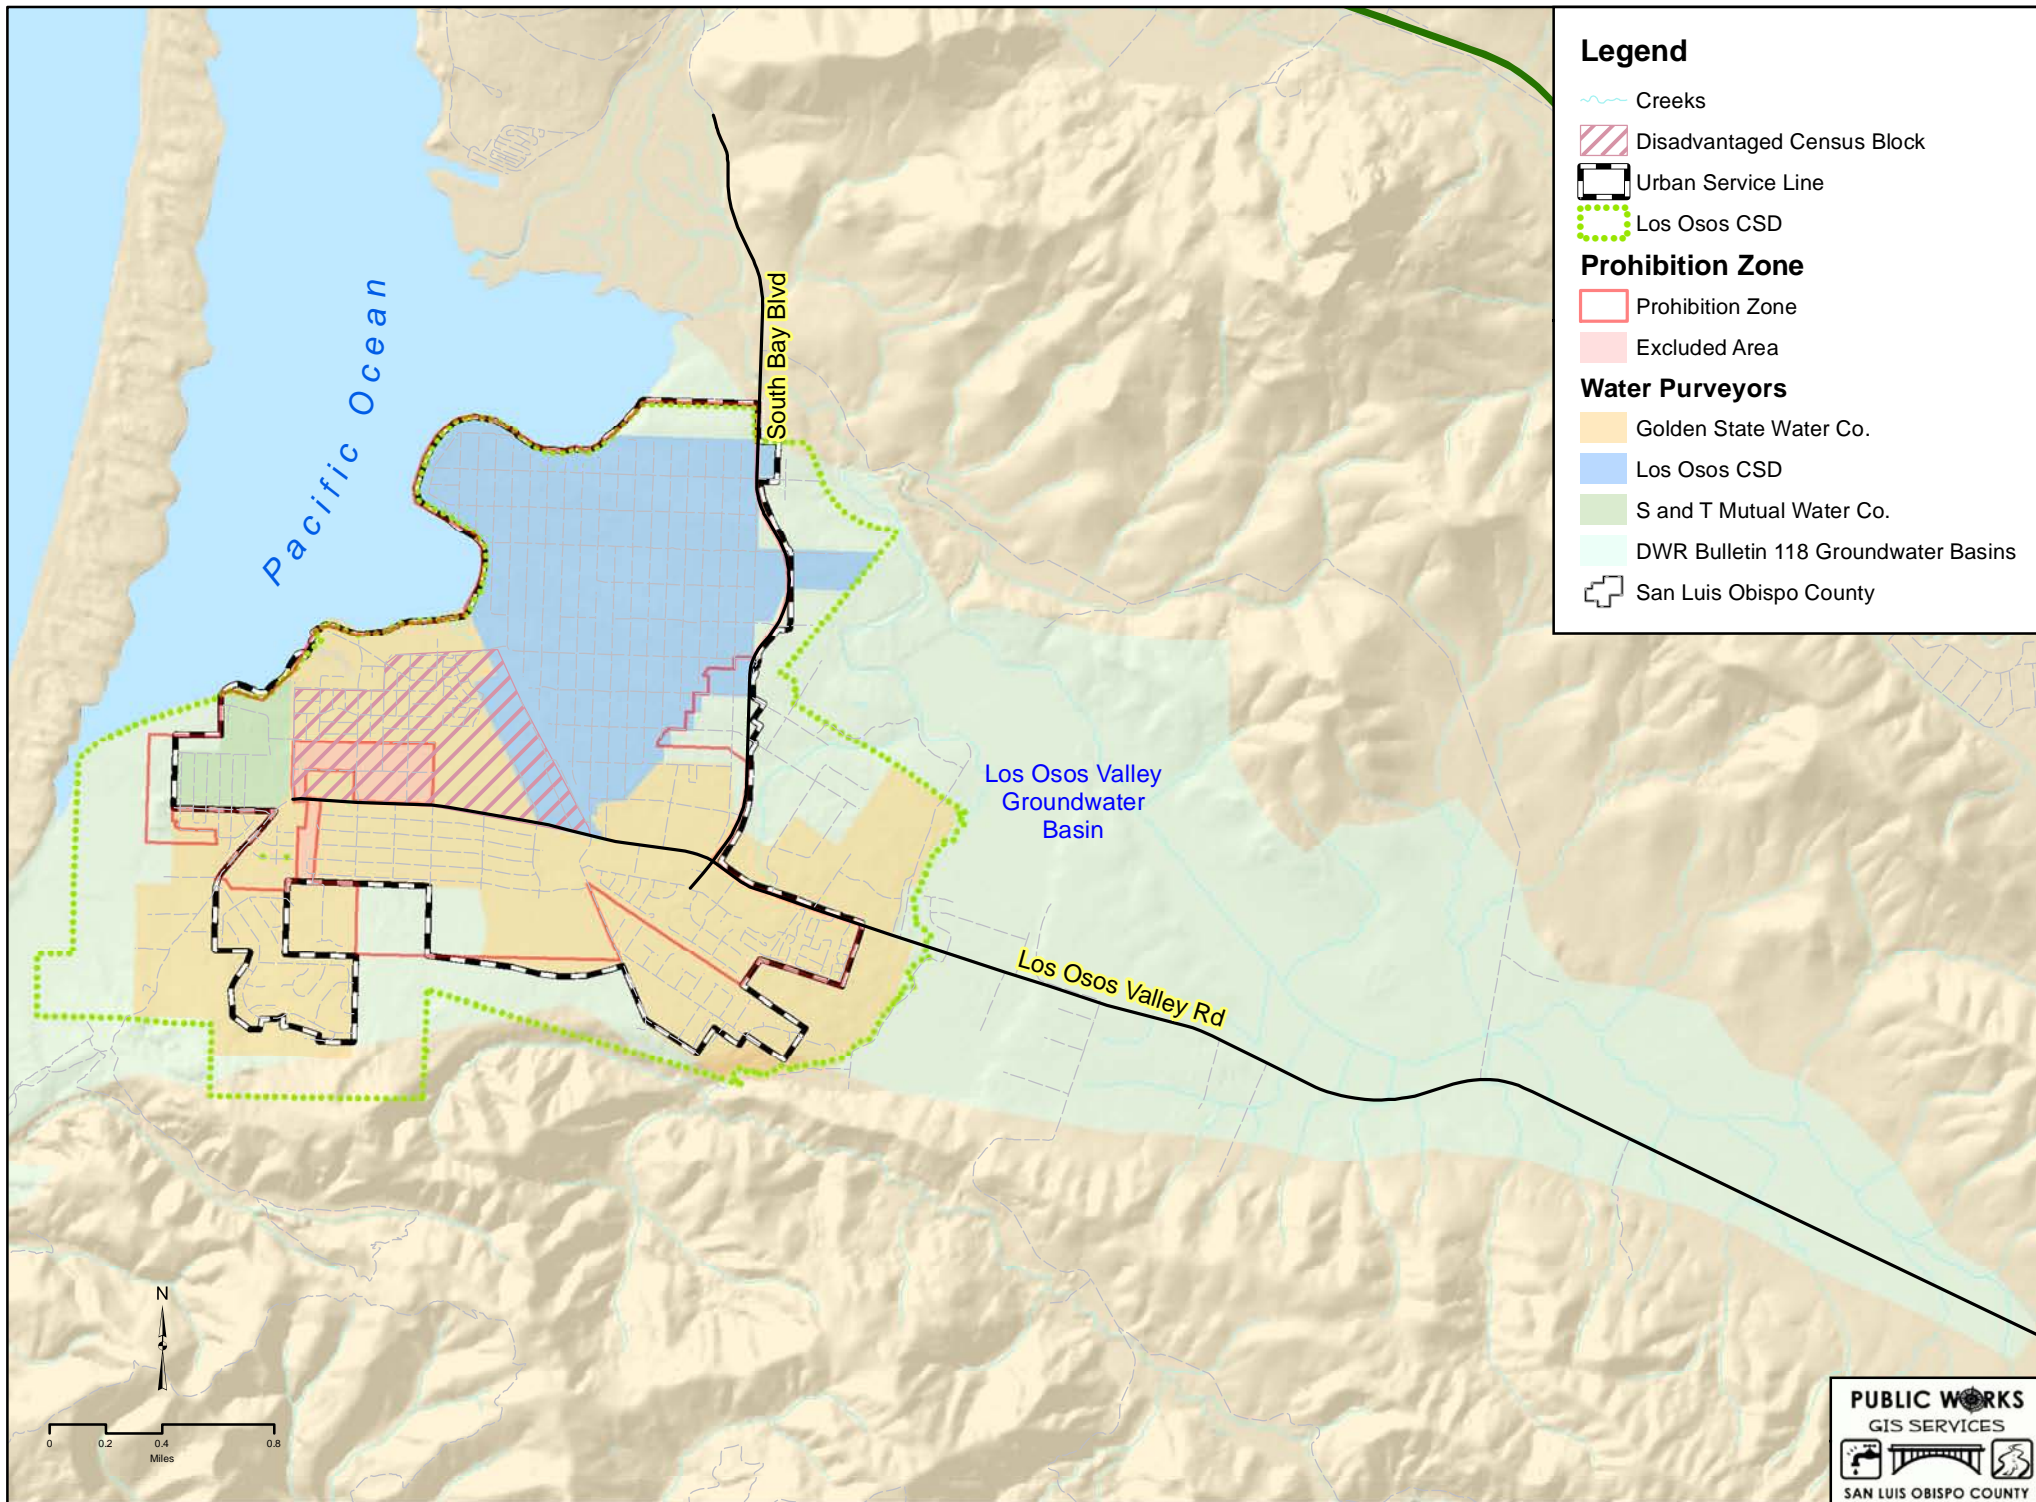 Legend
Creeks
Disadvantaged Census Block
Urban Service Line
Los Osos CSD
Prohibition Zone
Prohibition Zone
Excluded Area
Water Purveyors
Golden State Water Co.
Los Osos CSD
S and T Mutual Water Co.
DWR Bulletin 118 Groundwater Basins
San Luis Obispo County
Pacific Ocean
South Bay Blvd
Los Osos Valley
Groundwater
Basin
Los Osos Valley Rd
N
0 0.2 0.4 0.8
Miles
PUBLIC WORKS
GIS SERVICES
SAN LUIS OBISPO COUNTY